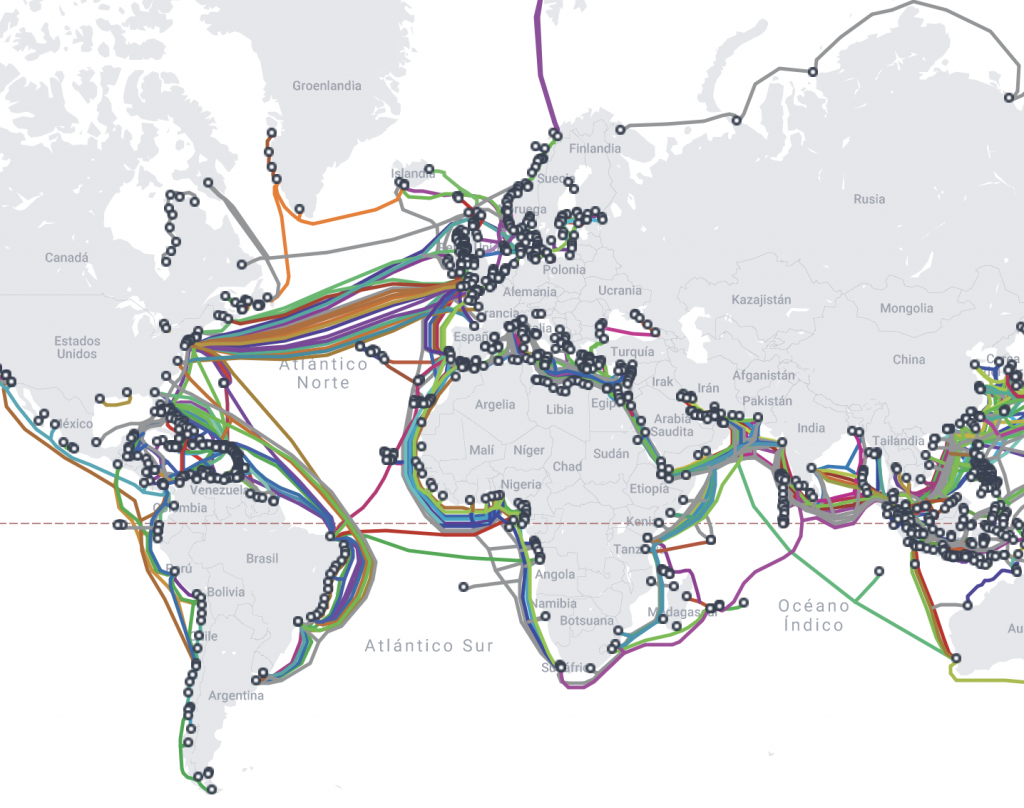 Groenlandia
Finlandia
Islandia
Suecia
Rusia
Canadá
Polonia
Alemania
Ucrania
Kazajistán
Mongolia
Francia
Estados
Unidos
España
Italia
Turquía
China
Atlántico
Norte
Irak
Irán
Afganistán
Pakistán
Argelia
Libia
Egipto
México
Arabia
Saudita
India
Tailandia
Malí
Níger
Chad
Sudán
Venezuela
Nigeria
Etiopía
Colombia
Kenia
Brasil
Tanzania
Perú
Angola
Bolivia
Namibia
Botsuana
Madagascar
Océano
Índico
Chile
Atlántico Sur
Sudáfrica
Argentina